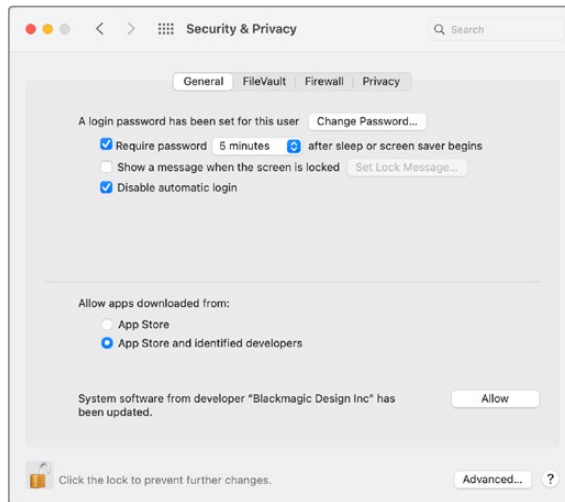 Security & Privacy
Search
General FileVault Firewall Privacy
A login password has been set for this user Change Password...
Require password 5 minutes after sleep or screen saver begins
Show a message when the screen is locked Set Lock Message...
Disable automatic login
Allow apps downloaded from:
App Store
App Store and identified developers
System software from developer "Blackmagic Design Inc" has
been updated.
Allow
Click the lock to prevent further changes.
Advanced... ?